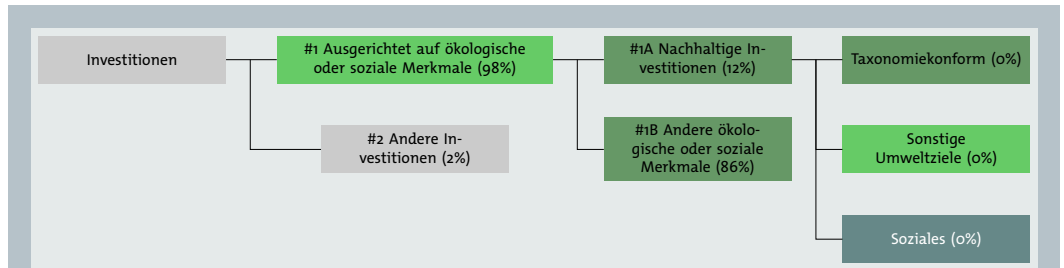 Investitionen
#1 Ausgerichtet auf ökologische
oder soziale Merkmale (98%)
#1A Nachhaltige In-
vestitionen (12%)
Taxonomiekonform (0%)
#2 Andere In-
vestitionen (2%)
#1B Andere ökolo-
gische oder soziale
Merkmale (86%)
Sonstige
Umweltziele (0%)
Soziales (0%)